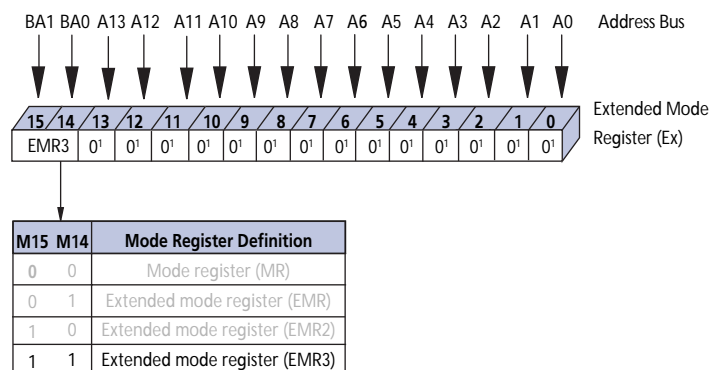 BA1 BA0 A13 A12 A11 A10 A9 A8 A7 A6 A5 A4 A3 A2 A1 A0 Address Bus
15 14 13 12 11 10 9 8 7 6 5 4 3 2 1 0 Extended Mode
EMR3 0¹ 0¹ 0¹ 0¹ 0¹ 0¹ 0¹ 0¹ 0¹ 0¹ 0¹ 0¹ 0¹ 0¹ Register (Ex)
M15 M14 Mode Register Definition
0 0 Mode register (MR)
0 1 Extended mode register (EMR)
1 0 Extended mode register (EMR2)
1 1 Extended mode register (EMR3)